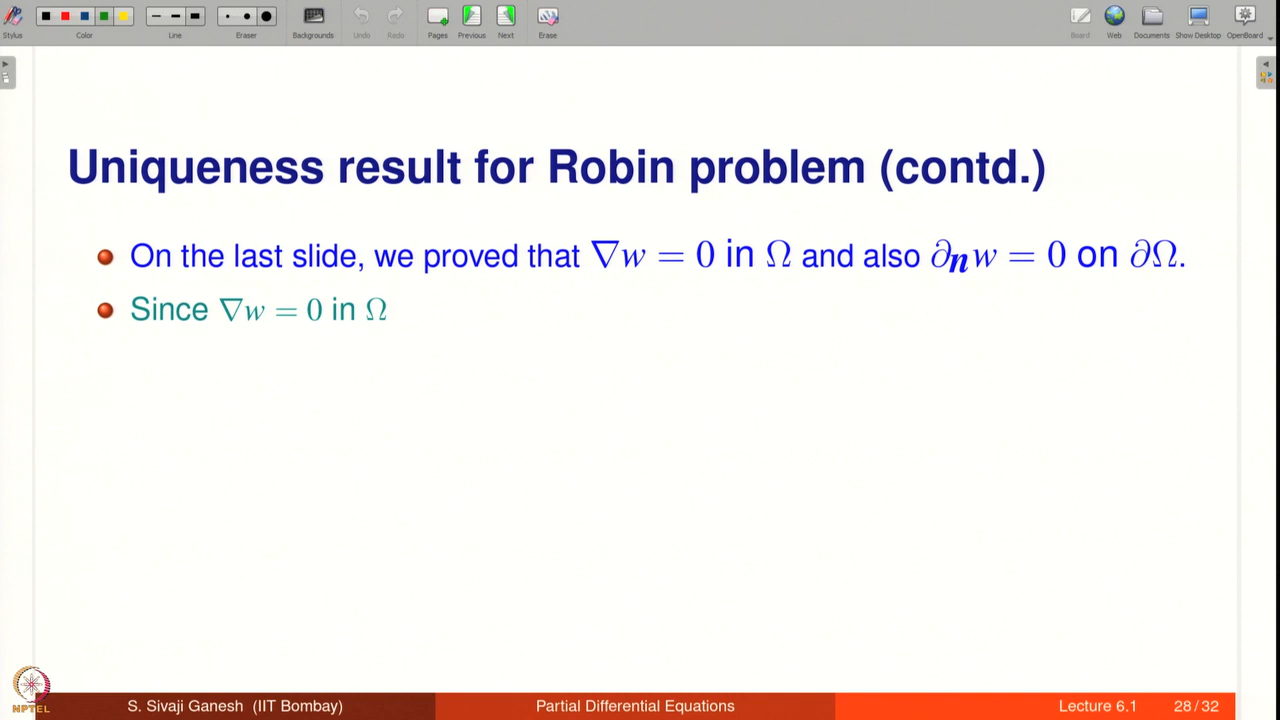 Stylus Color Line Eraser Backgrounds Undo Redo Pages Previous Next Erase Board Web Documents Show Desktop OpenBoard
Uniqueness result for Robin problem (contd.)
On the last slide, we proved that ∇w = 0 in Ω and also ∂ₙw = 0 on ∂Ω.
Since ∇w = 0 in Ω
NPTEL
S. Sivaji Ganesh (IIT Bombay) Partial Differential Equations Lecture 6.1 28 / 32